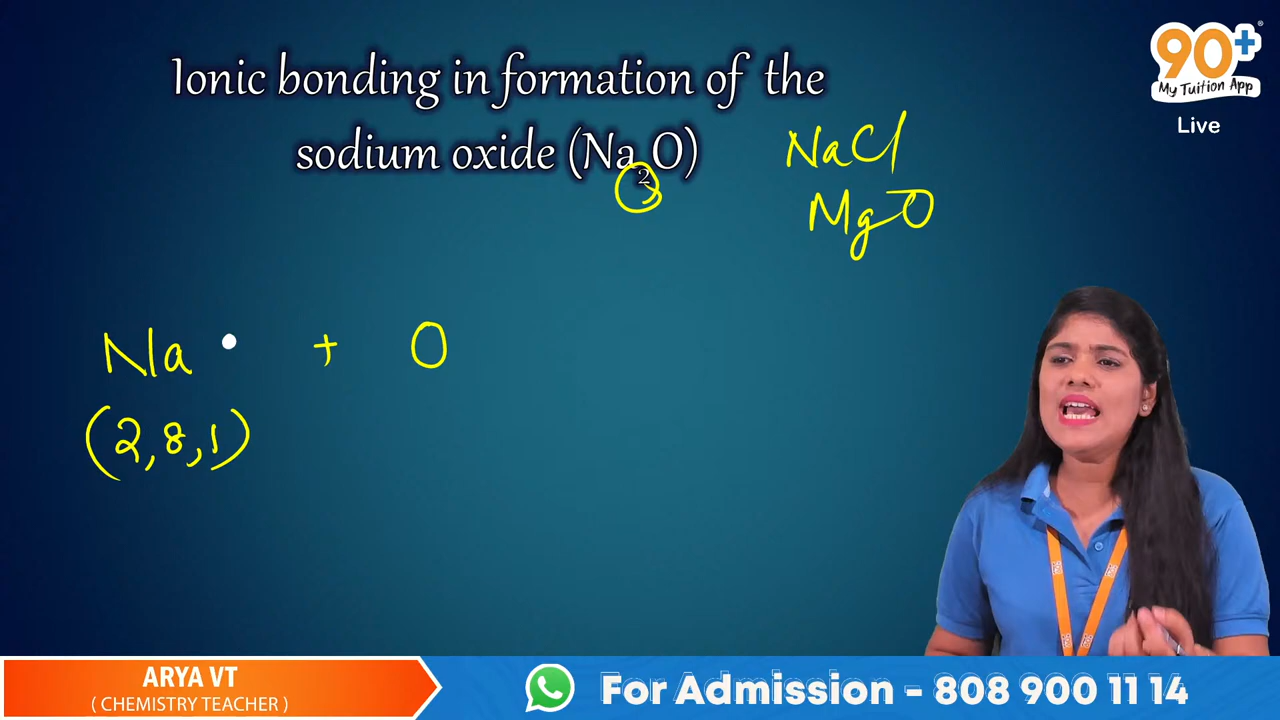 Ionic bonding in formation of the
sodium oxide (Na₂O)
NaCl
MgO
Na • + O
(2,8,1)
90+
My Tuition App
Live
ARYA VT
( CHEMISTRY TEACHER )
For Admission - 808 900 11 14